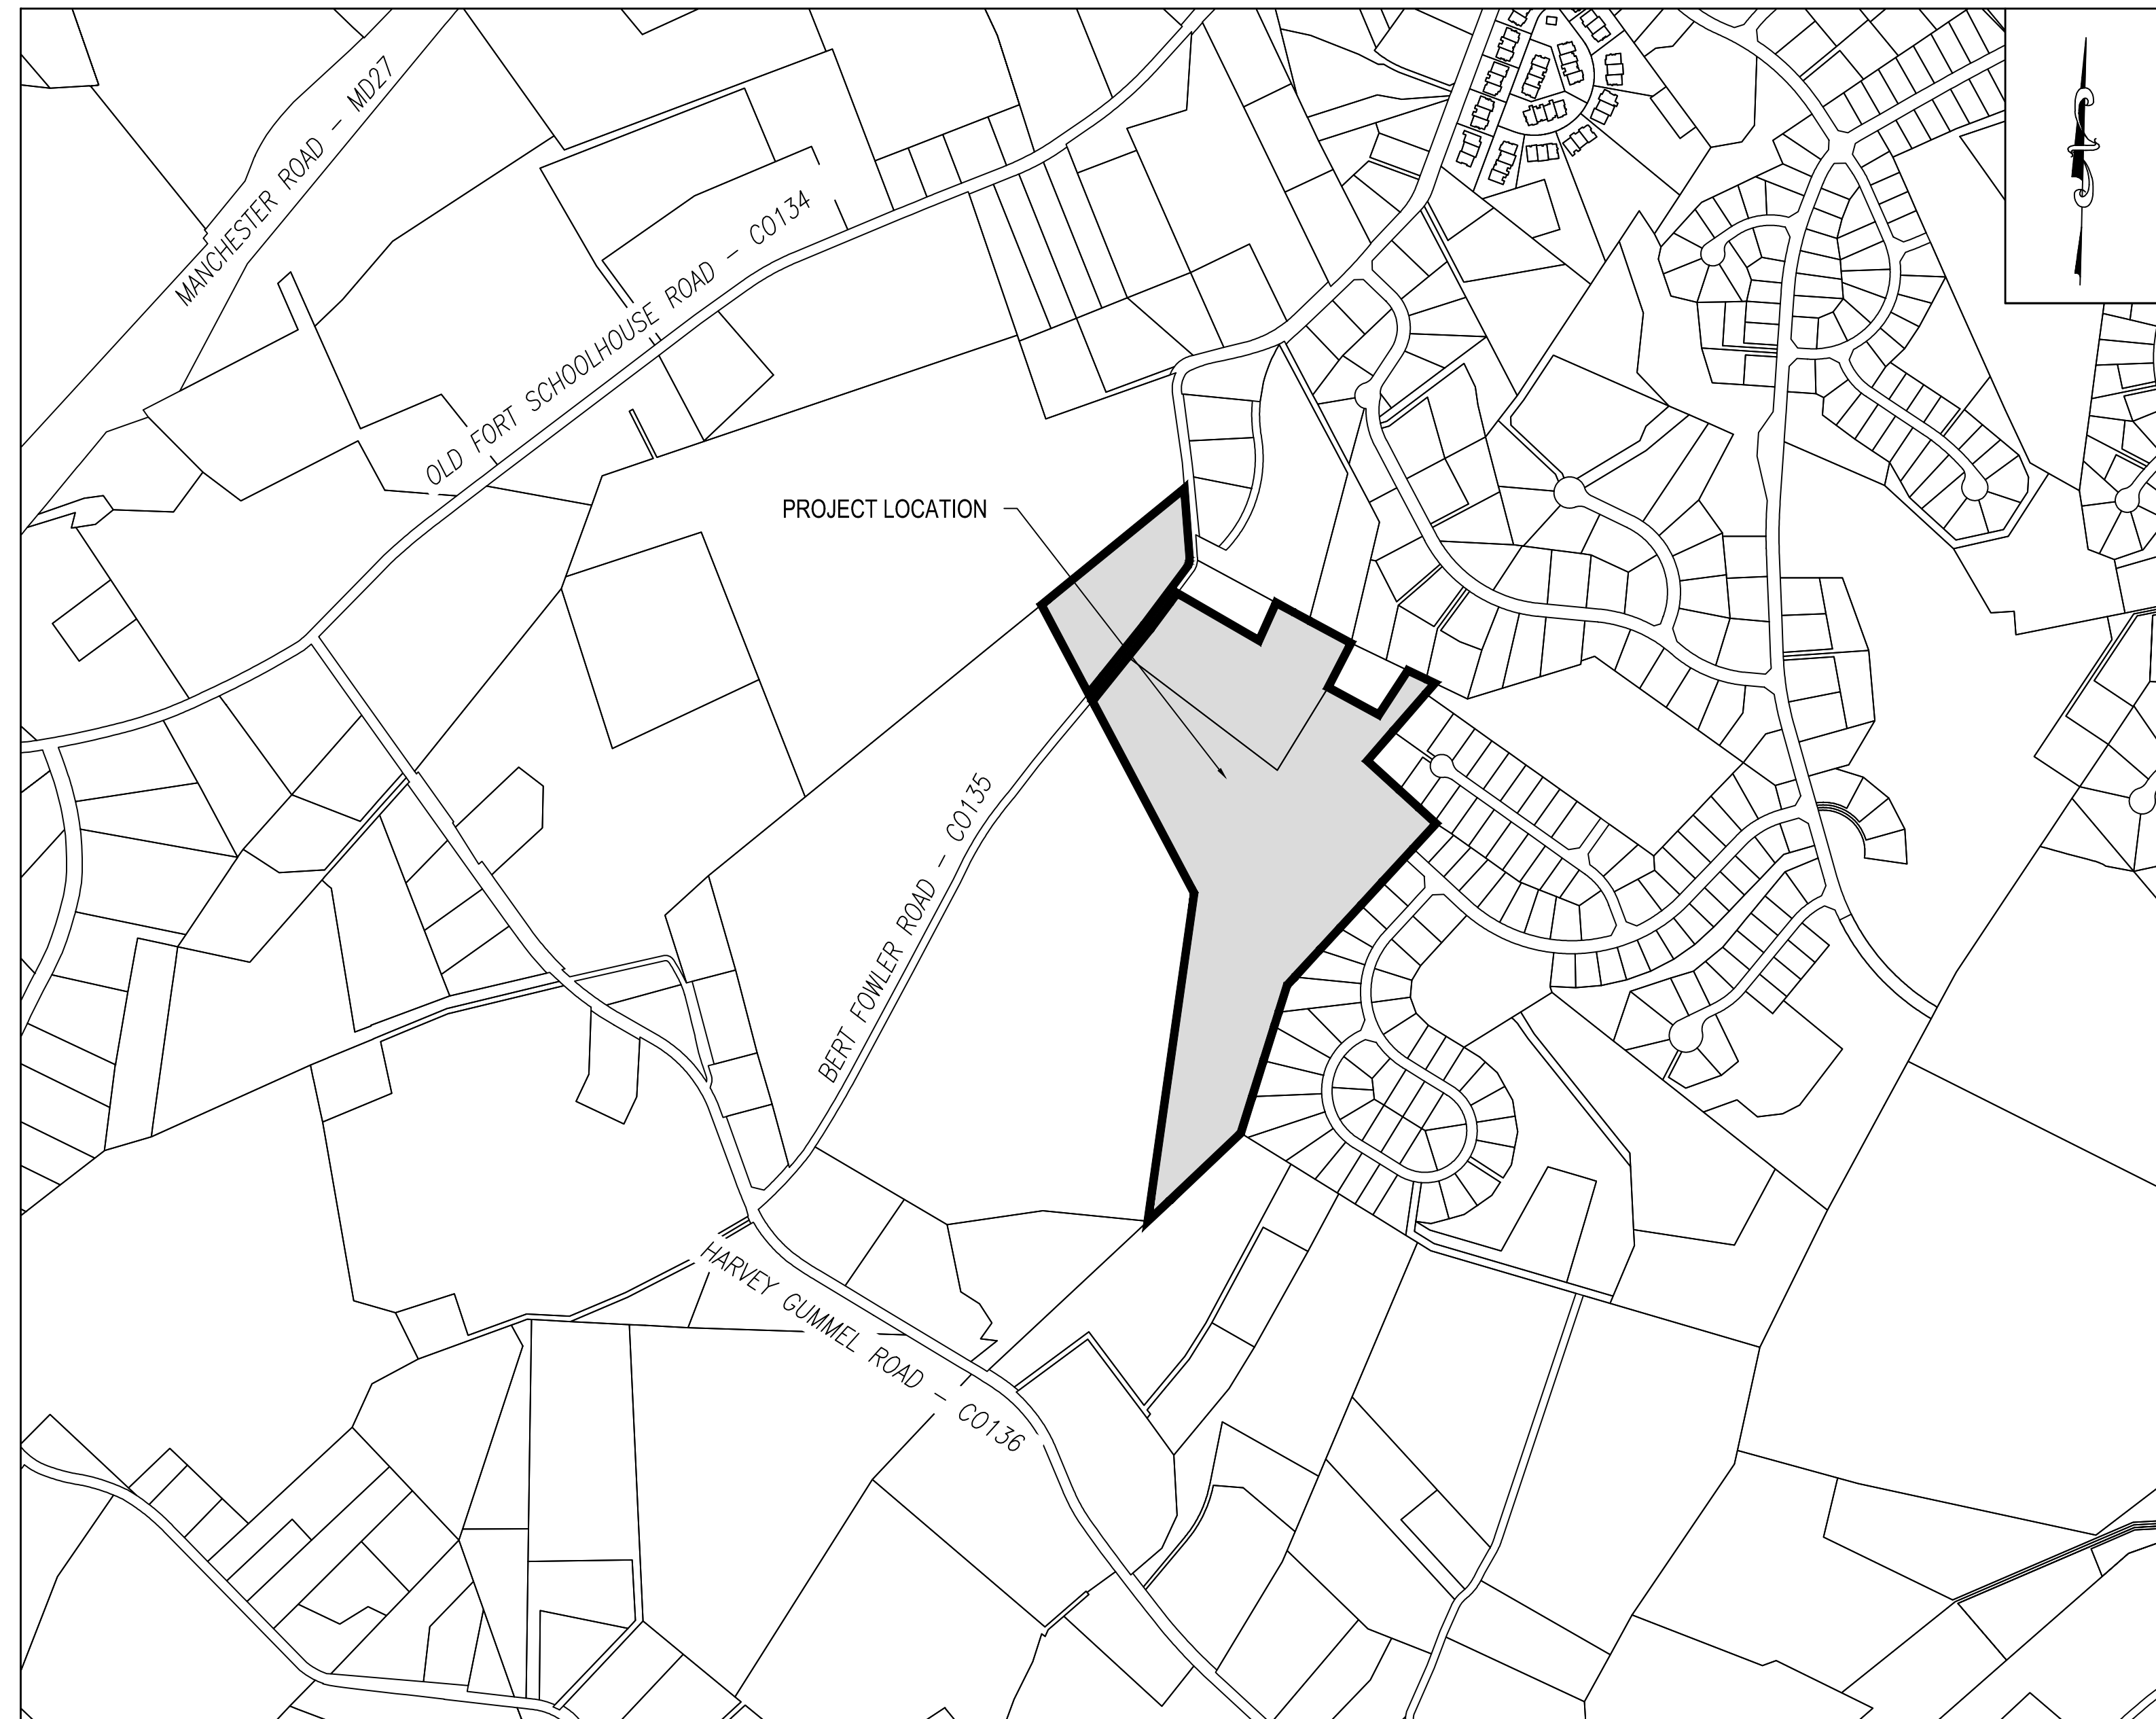 MANCHESTER ROAD - MD27
OLD FORT SCHOOLHOUSE ROAD - CO134
PROJECT LOCATION
BERT FOWLER ROAD - CO135
HARVEY GUMMEL ROAD - CO136